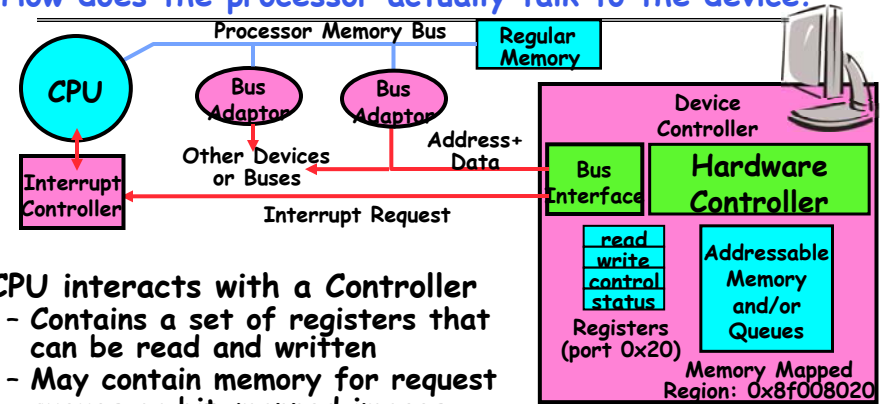 How does the processor actually talk to the device?
Processor Memory Bus
Regular
Memory
CPU
Bus
Adaptor
Bus
Adaptor
Device
Controller
Address+
Data
Other Devices
or Buses
Bus
Interface
Hardware
Controller
Interrupt
Controller
Interrupt Request
read
write
control
status
Registers
(port 0x20)
Addressable
Memory
and/or
Queues
Memory Mapped
Region: 0x8f008020
CPU interacts with a Controller
– Contains a set of registers that
can be read and written
– May contain memory for request